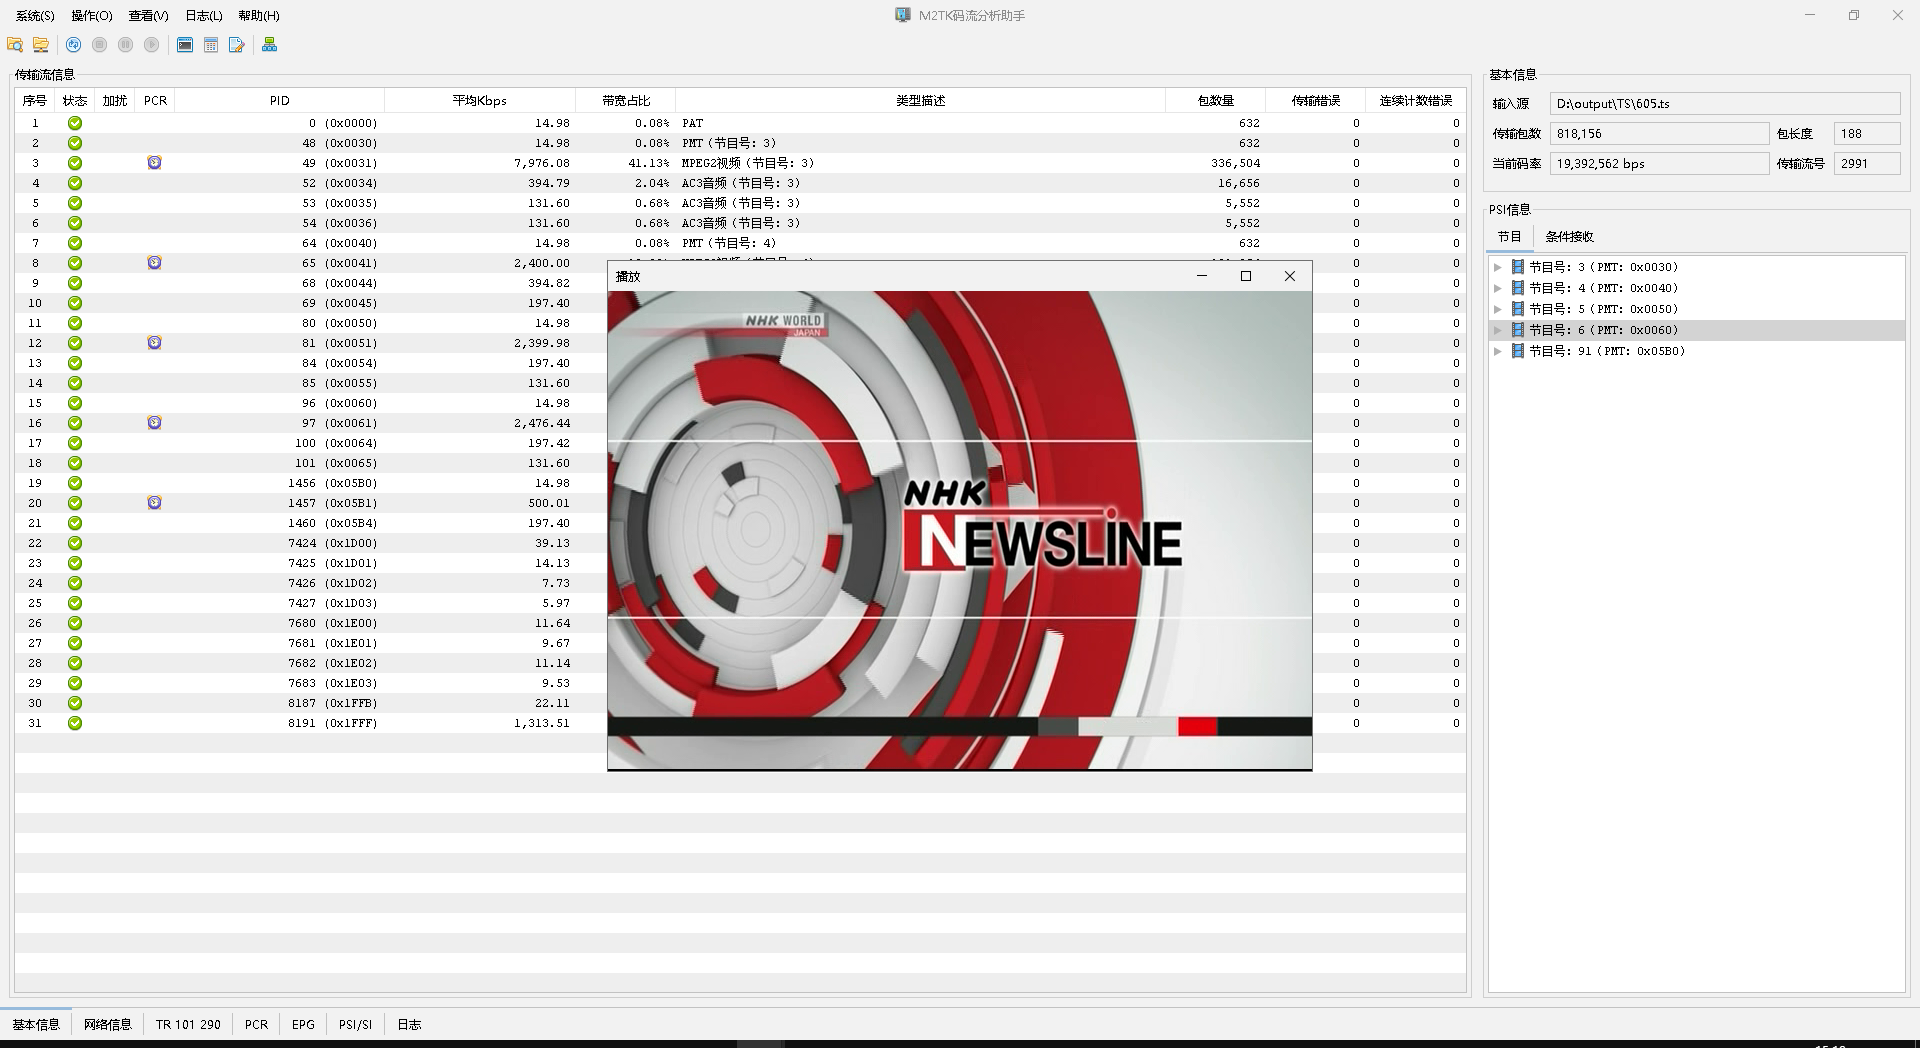 系统(S) 操作(O) 查看(V) 日志(L) 帮助(H)
M2TK码流分析助手
传输流信息
序号 状态 加扰 PCR PID 平均Kbps 带宽占比 类型描述 包数量 传输错误 连续计数错误
1 0 (0x0000) 14.98 0.08% PAT 632 0 0
2 48 (0x0030) 14.98 0.08% PMT（节目号：3） 632 0 0
3 49 (0x0031) 7,976.08 41.13% MPEG2视频（节目号：3） 336,504 0 0
4 52 (0x0034) 394.79 2.04% AC3音频（节目号：3） 16,656 0 0
5 53 (0x0035) 131.60 0.68% AC3音频（节目号：3） 5,552 0 0
6 54 (0x0036) 131.60 0.68% AC3音频（节目号：3） 5,552 0 0
7 64 (0x0040) 14.98 0.08% PMT（节目号：4） 632 0 0
8 65 (0x0041) 2,400.00 0 0
9 68 (0x0044) 394.82 0 0
10 69 (0x0045) 197.40 0 0
11 80 (0x0050) 14.98 0 0
12 81 (0x0051) 2,399.98 0 0
13 84 (0x0054) 197.40 0 0
14 85 (0x0055) 131.60 0 0
15 96 (0x0060) 14.98 0 0
16 97 (0x0061) 2,476.44 0 0
17 100 (0x0064) 197.42 0 0
18 101 (0x0065) 131.60 0 0
19 1456 (0x05B0) 14.98 0 0
20 1457 (0x05B1) 500.01 0 0
21 1460 (0x05B4) 197.40 0 0
22 7424 (0x1D00) 39.13 0 0
23 7425 (0x1D01) 14.13 0 0
24 7426 (0x1D02) 7.73 0 0
25 7427 (0x1D03) 5.97 0 0
26 7680 (0x1E00) 11.64 0 0
27 7681 (0x1E01) 9.67 0 0
28 7682 (0x1E02) 11.14 0 0
29 7683 (0x1E03) 9.53 0 0
30 8187 (0x1FFB) 22.11 0 0
31 8191 (0x1FFF) 1,313.51 0 0
播放
NHK WORLD
JAPAN
NHK
NEWSLINE
基本信息
输入源 D:\output\TS\605.ts
传输包数 818,156 包长度 188
当前码率 19,392,562 bps 传输流号 2991
PSI信息
节目 条件接收
节目号：3（PMT：0x0030）
节目号：4（PMT：0x0040）
节目号：5（PMT：0x0050）
节目号：6（PMT：0x0060）
节目号：91（PMT：0x05B0）
基本信息 网络信息 TR 101 290 PCR EPG PSI/SI 日志